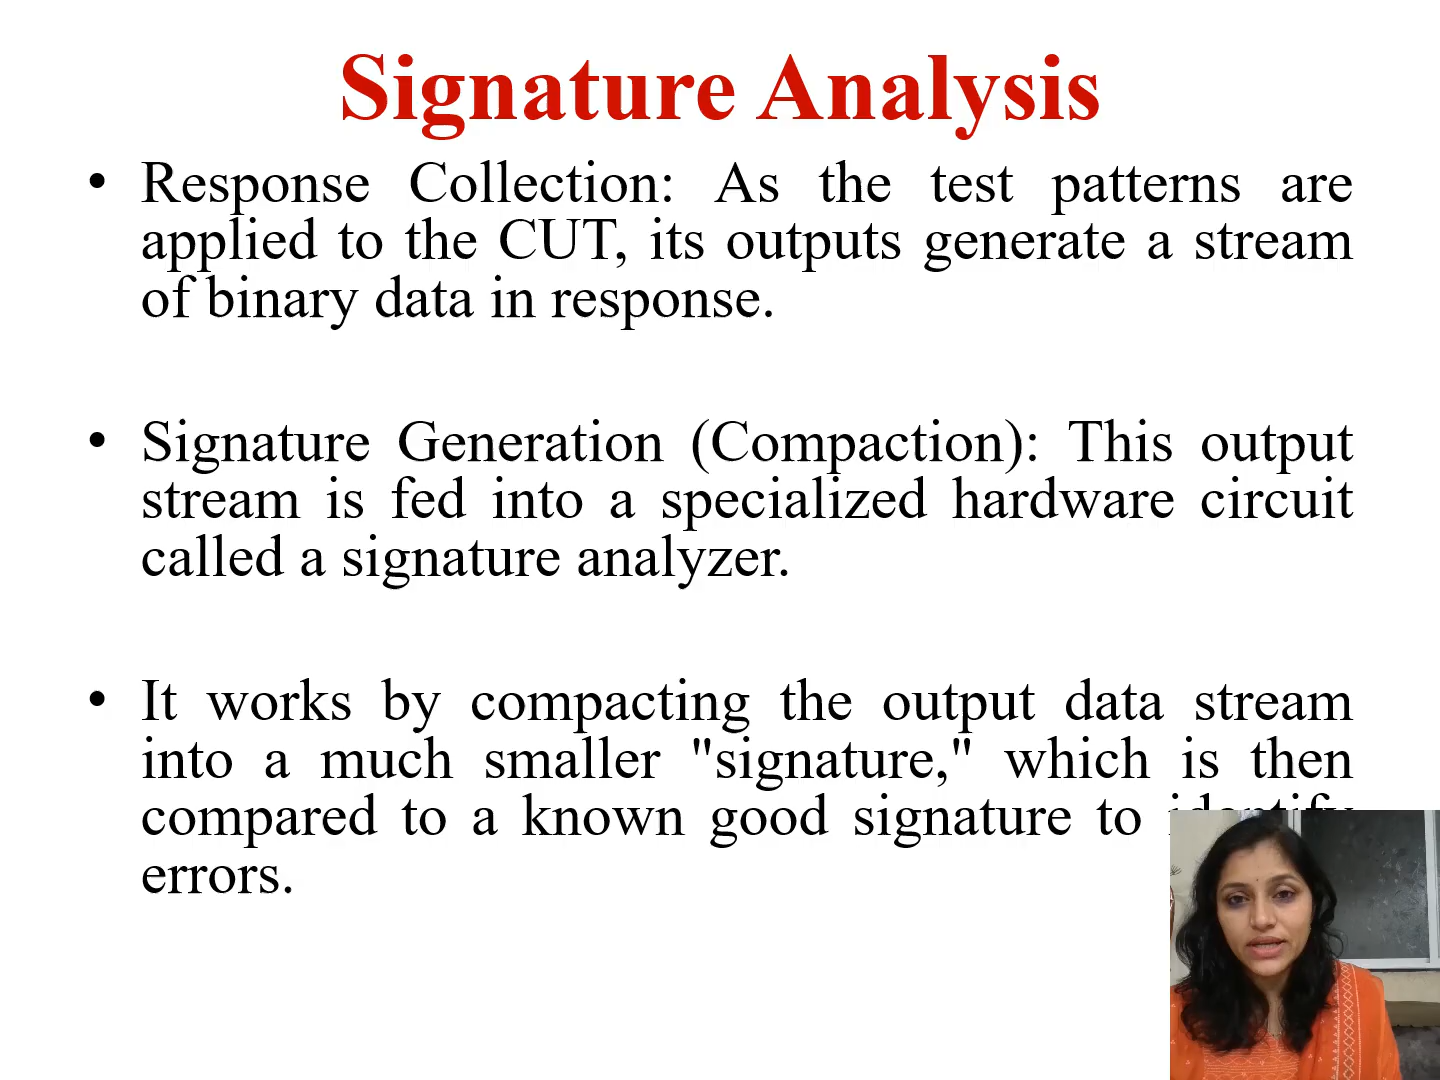 Signature Analysis
• Response Collection: As the test patterns are
applied to the CUT, its outputs generate a stream
of binary data in response.
• Signature Generation (Compaction): This output
stream is fed into a specialized hardware circuit
called a signature analyzer.
• It works by compacting the output data stream
into a much smaller "signature," which is then
compared to a known good signature to identify
errors.